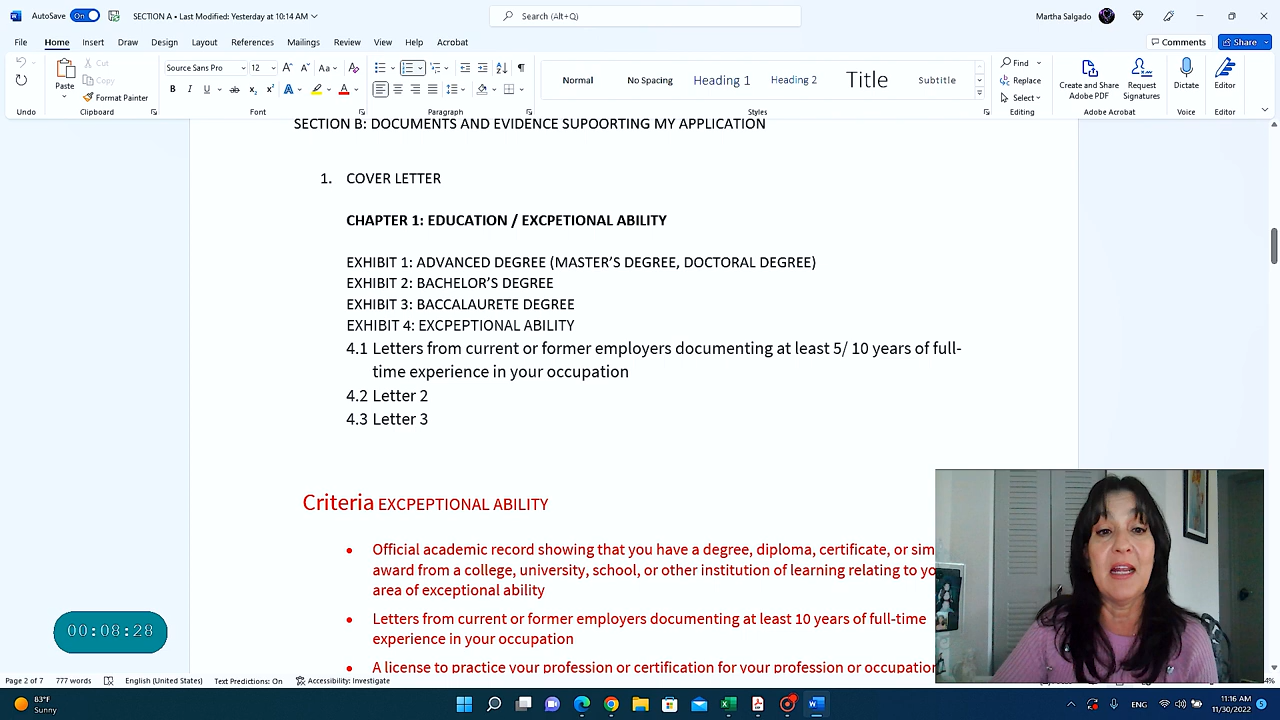 AutoSave On SECTION A • Last Modified: Yesterday at 10:14 AM Search (Alt+Q) Martha Salgado
File Home Insert Draw Design Layout References Mailings Review View Help Acrobat Comments Share
Source Sans Pro 12 Aa
Paste Cut Copy Format Painter
B I U ab x₂ x² A A
Normal No Spacing Heading 1 Heading 2 Title Subtitle
Find Replace Select
Create and Share Adobe PDF Request Signatures Dictate Editor
Undo Clipboard Font Paragraph Styles Editing Adobe Acrobat Voice Editor
SECTION B: DOCUMENTS AND EVIDENCE SUPOORTING MY APPLICATION
1. COVER LETTER
CHAPTER 1: EDUCATION / EXCPETIONAL ABILITY
EXHIBIT 1: ADVANCED DEGREE (MASTER'S DEGREE, DOCTORAL DEGREE)
EXHIBIT 2: BACHELOR'S DEGREE
EXHIBIT 3: BACCALAURETE DEGREE
EXHIBIT 4: EXCPEPTIONAL ABILITY
4.1 Letters from current or former employers documenting at least 5/ 10 years of full-
time experience in your occupation
4.2 Letter 2
4.3 Letter 3
Criteria EXCPEPTIONAL ABILITY
• Official academic record showing that you have a degree, diploma, certificate, or sim
award from a college, university, school, or other institution of learning relating to yo
area of exceptional ability
• Letters from current or former employers documenting at least 10 years of full-time
experience in your occupation
• A license to practice your profession or certification for your profession or occupation
00:08:28
Page 2 of 7 777 words English (United States) Text Predictions: On Accessibility: Investigate
83°F
Sunny
ENG 11:16 AM
11/30/2022 5